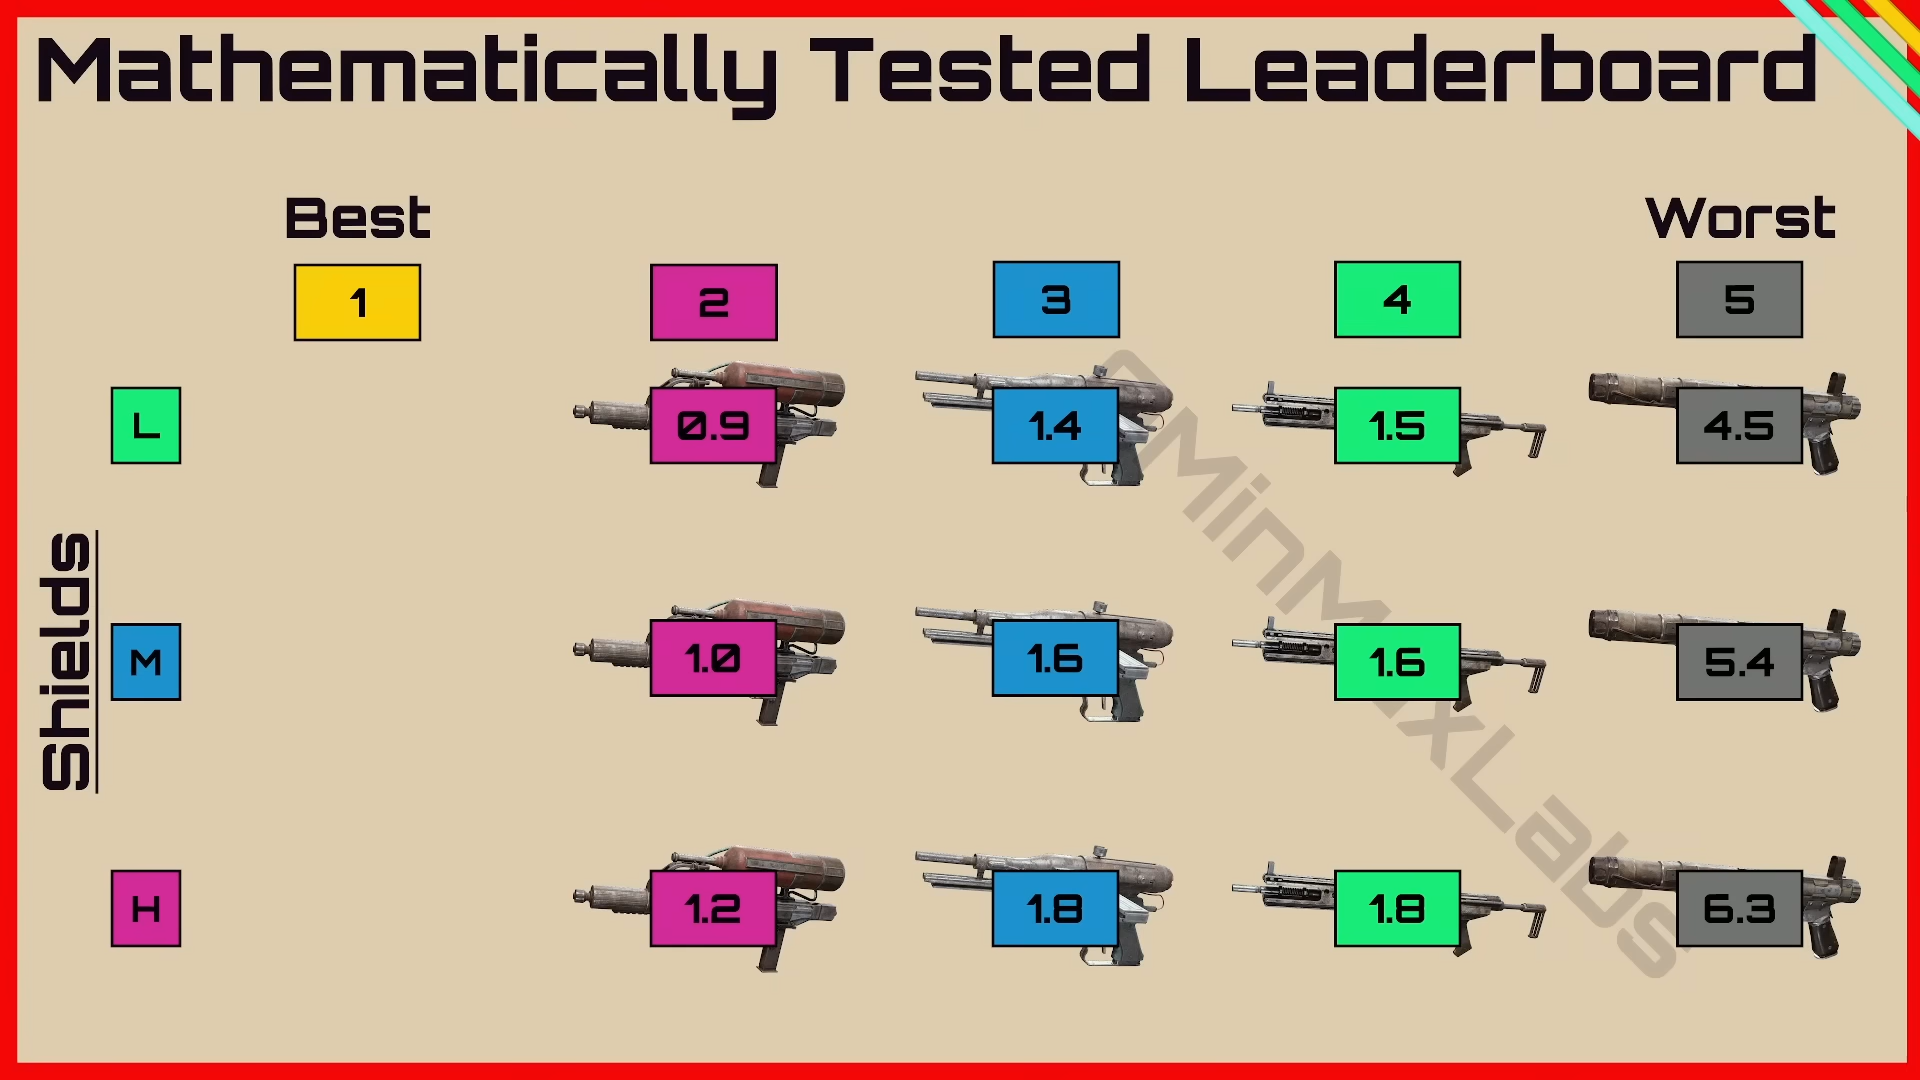 Mathematically Tested Leaderboard
Best
Worst
1 2 3 4 5
L 0.9 1.4 1.5 4.5
Shields
M 1.0 1.6 1.6 5.4
H 1.2 1.8 1.8 6.3
MinMaxLabs